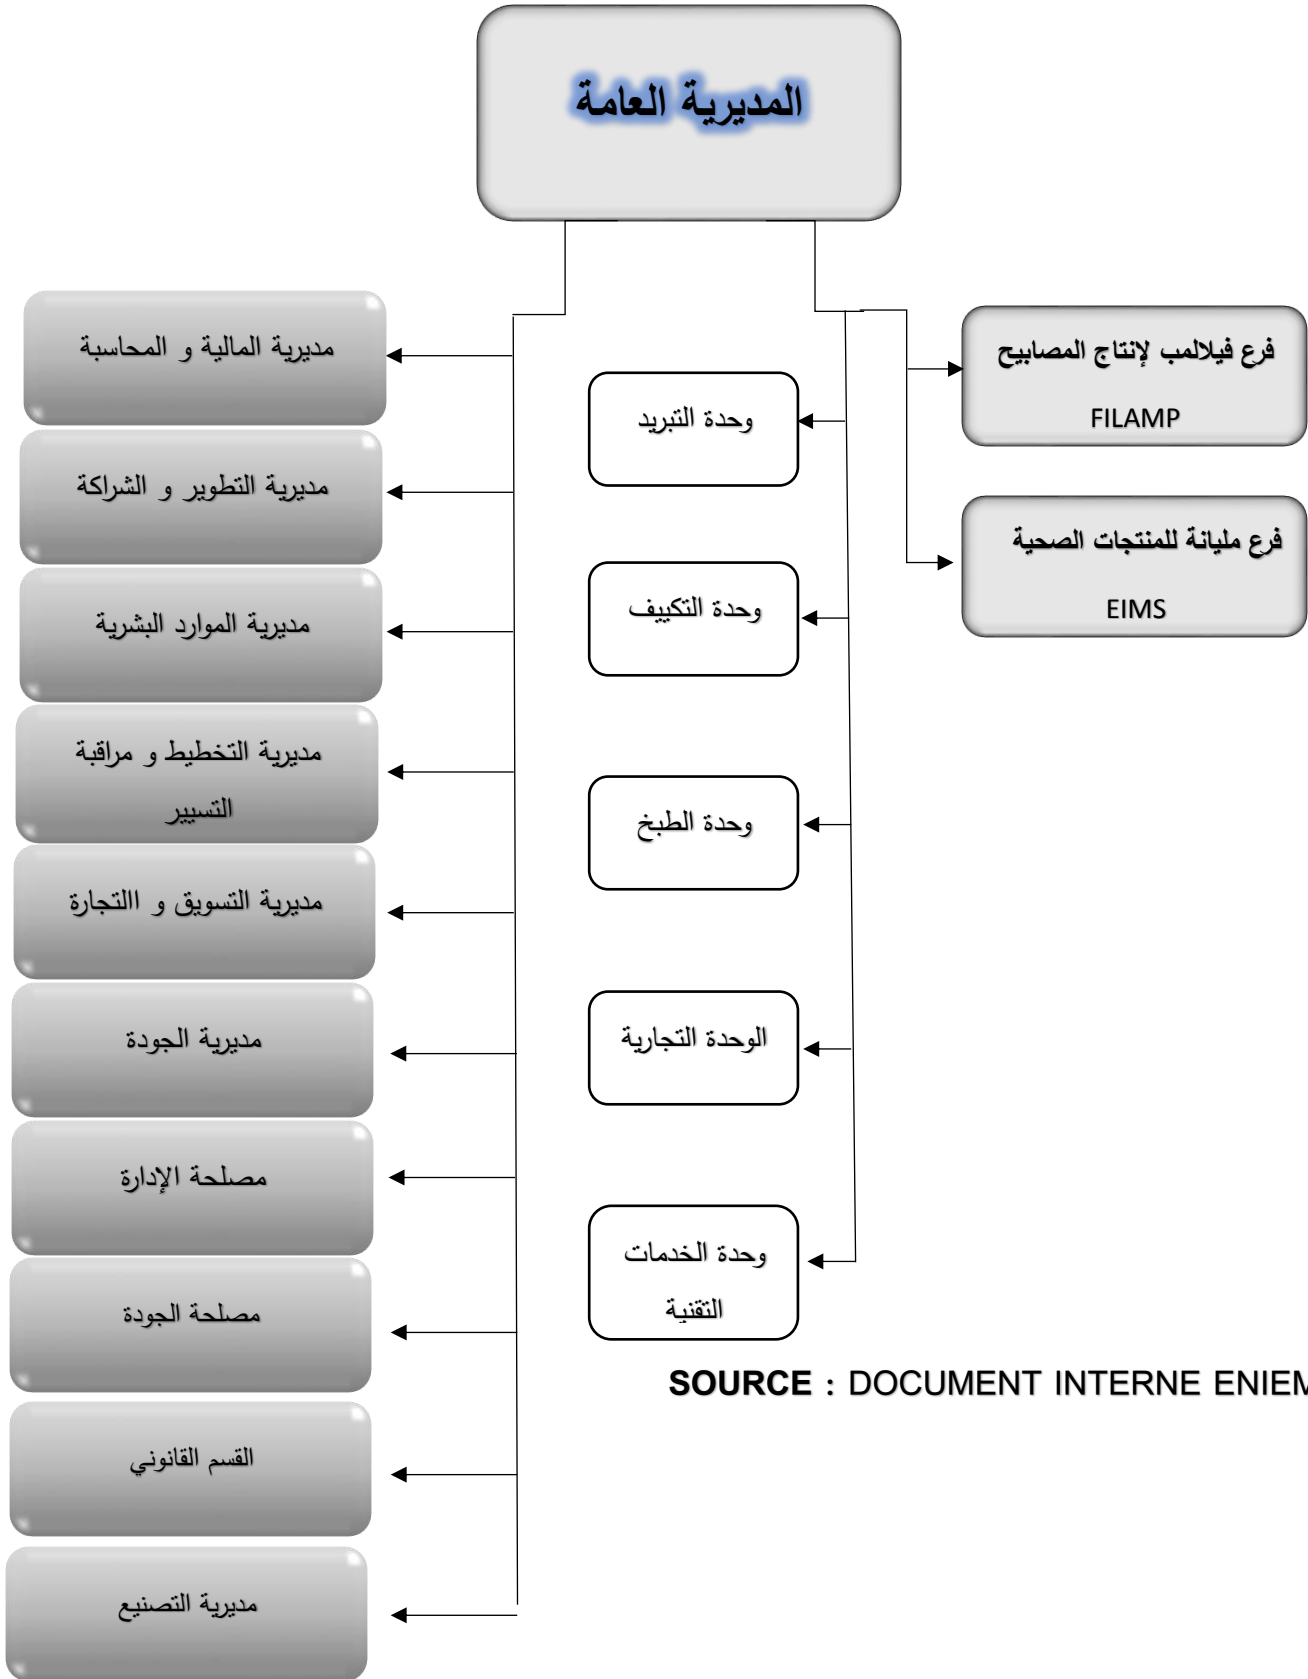 المديرية العامة
فرع فيلالمب لإنتاج المصابيح
FILAMP
فرع مليانة للمنتجات الصحية
EIMS
وحدة التبريد
وحدة التكييف
وحدة الطبخ
الوحدة التجارية
وحدة الخدمات
التقنية
مديرية المالية و المحاسبة
مديرية التطوير و الشراكة
مديرية الموارد البشرية
مديرية التخطيط و مراقبة
التسيير
مديرية التسويق و االتجارة
مديرية الجودة
مصلحة الإدارة
مصلحة الجودة
القسم القانوني
مديرية التصنيع
SOURCE : DOCUMENT INTERNE ENIEM